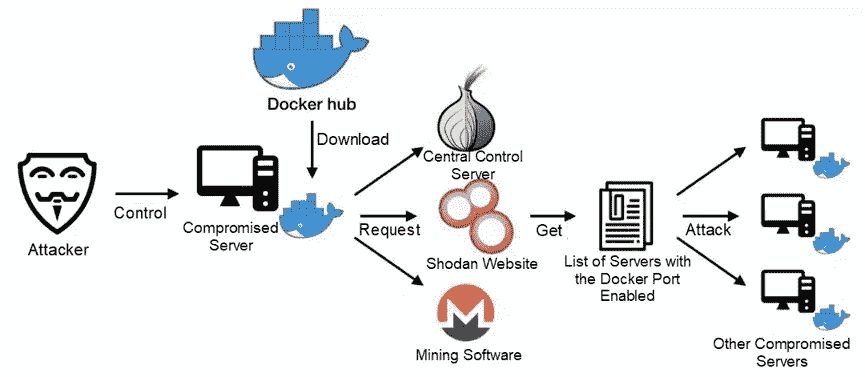 Docker hub
Download
Central Control
Server
Control
Compromised
Server
Request
Get
Attack
Attacker
Shodan Website
List of Servers with
the Docker Port
Enabled
Mining Software
Other Compromised
Servers